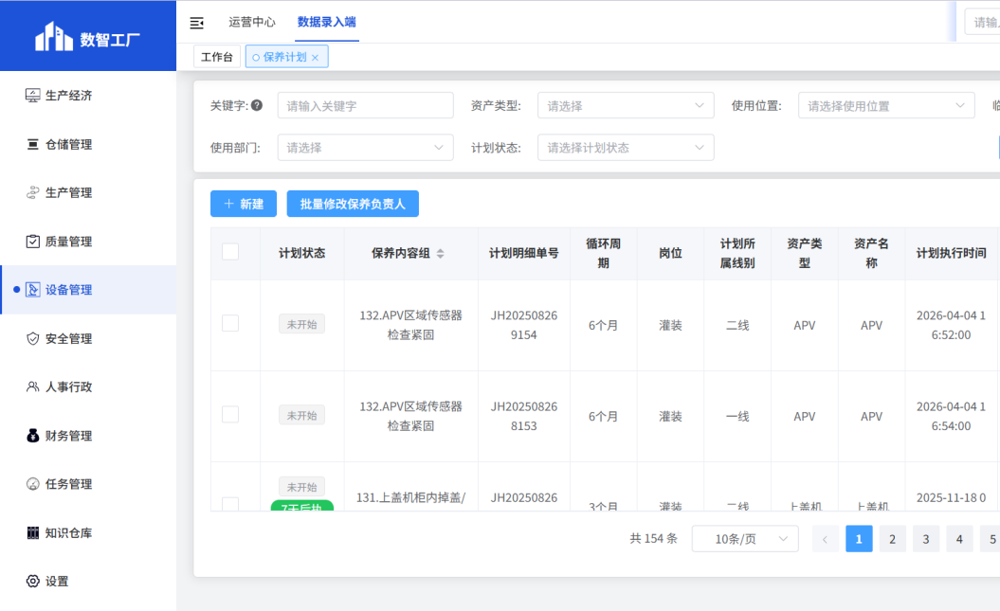 数智工厂
运营中心
数据录入端
请输
工作台
保养计划
生产经济
仓储管理
生产管理
质量管理
设备管理
安全管理
人事行政
财务管理
任务管理
知识仓库
设置
关键字:
请输入关键字
资产类型:
请选择
使用位置:
请选择使用位置
使用部门:
请选择
计划状态:
请选择计划状态
+ 新建
批量修改保养负责人
计划状态
保养内容组
计划明细单号
循环周
期
岗位
计划所
属线别
资产类
型
资产名
称
计划执行时间
未开始
132.APV区域传感器
检查紧固
JH20250826
9154
6个月
灌装
二线
APV
APV
2026-04-04 1
6:52:00
未开始
132.APV区域传感器
检查紧固
JH20250826
8153
6个月
灌装
一线
APV
APV
2026-04-04 1
6:54:00
未开始
7天后执
131.上盖机柜内掉盖/
JH20250826
3个月
灌装
二线
上盖机
上盖机
2025-11-18 0
共 154 条
10条/页
1
2
3
4
5